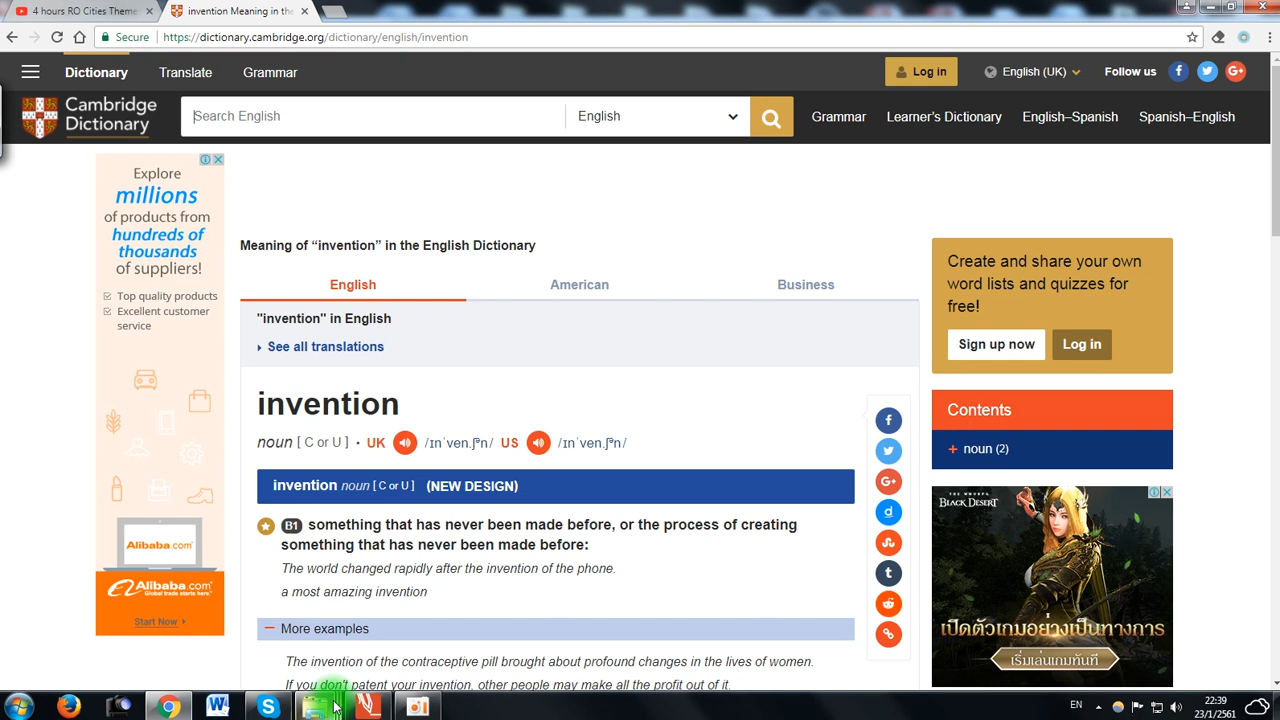 4 hours RO Cities Theme
invention Meaning in the
Secure
https://dictionary.cambridge.org/dictionary/english/invention
Dictionary
Translate
Grammar
Log in
English (UK)
Follow us
Cambridge
Dictionary
Search English
English
Grammar
Learner's Dictionary
English–Spanish
Spanish–English
Explore
millions
of products from
hundreds of
thousands
of suppliers!
Top quality products
Excellent customer
service
Alibaba.com
Alibaba.com
Global trade starts here.
Start Now
Meaning of “invention” in the English Dictionary
English
American
Business
"invention" in English
See all translations
invention
noun [ C or U ] • UK /ɪnˈven.ʃᵊn/ US /ɪnˈven.ʃᵊn/
invention noun [ C or U ] (NEW DESIGN)
B1 something that has never been made before, or the process of creating
something that has never been made before:
The world changed rapidly after the invention of the phone.
a most amazing invention
More examples
The invention of the contraceptive pill brought about profound changes in the lives of women.
If you don't patent your invention, other people may make all the profit out of it.
Create and share your own
word lists and quizzes for
free!
Sign up now
Log in
Contents
noun (2)
BLACK DESERT
เปิดตัวเกมอย่างเป็นทางการ
เริ่มเล่นเกมทันที
EN
22:39
23/1/2561